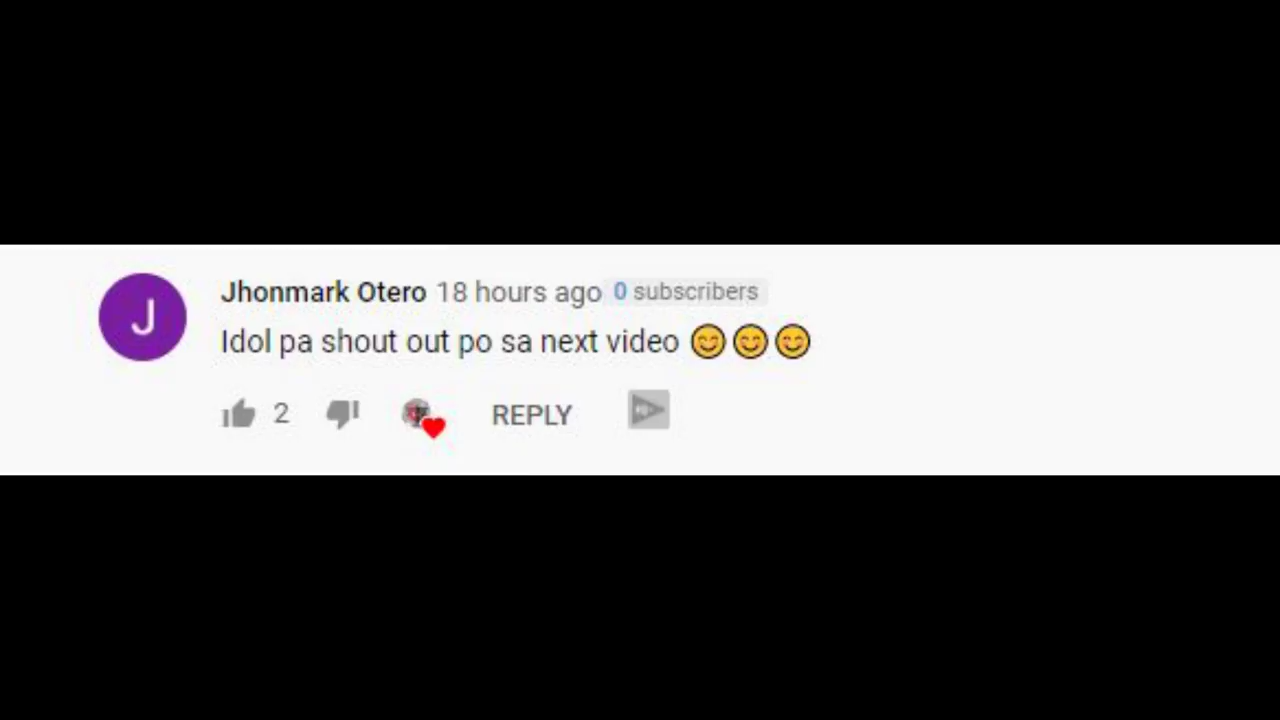 J
Jhonmark Otero 18 hours ago 0 subscribers
Idol pa shout out po sa next video 😊😊😊
2 REPLY